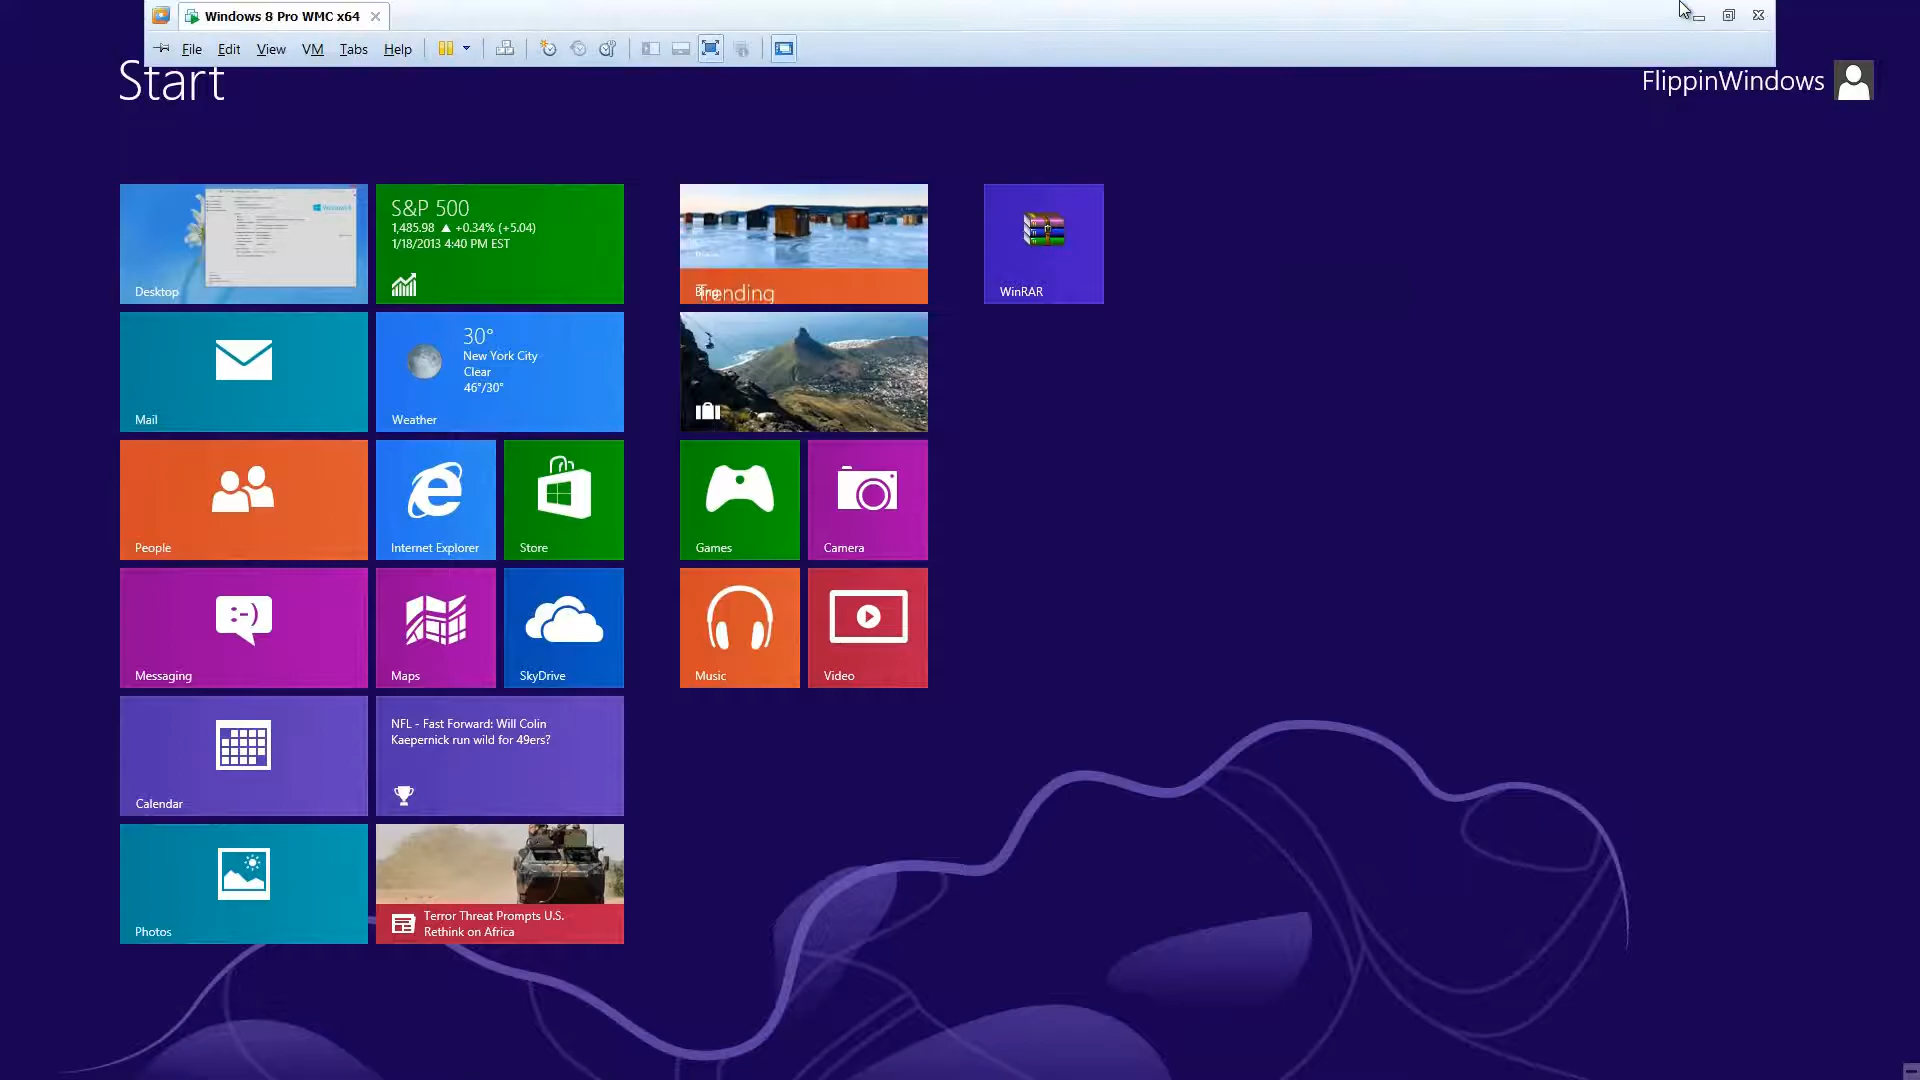 Windows 8 Pro WMC x64
File Edit View VM Tabs Help
Start
FlippinWindows
Desktop
S&P 500
1,485.98 ▲ +0.34% (+5.04)
1/18/2013 4:40 PM EST
Trending
WinRAR
Mail
30°
New York City
Clear
46°/30°
Weather
People
Internet Explorer
Store
Games
Camera
Messaging
Maps
SkyDrive
Music
Video
Calendar
NFL - Fast Forward: Will Colin
Kaepernick run wild for 49ers?
Photos
Terror Threat Prompts U.S.
Rethink on Africa